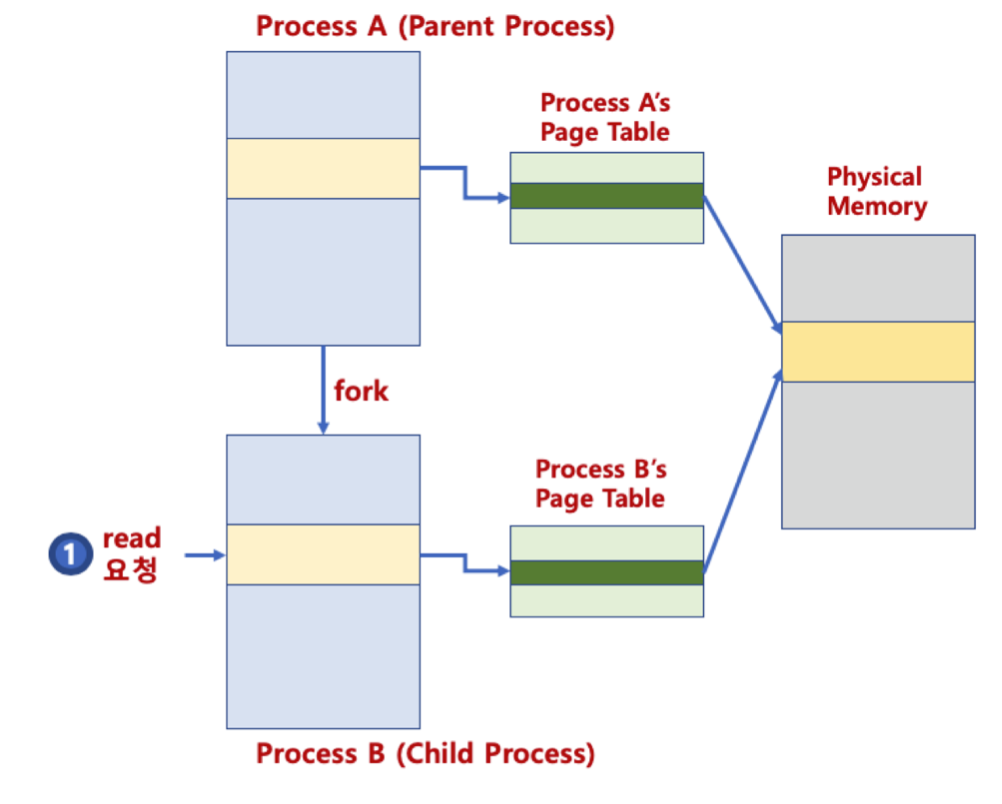 Process A (Parent Process)
Process A's
Page Table
Physical
Memory
fork
Process B's
Page Table
1
read
요청
Process B (Child Process)